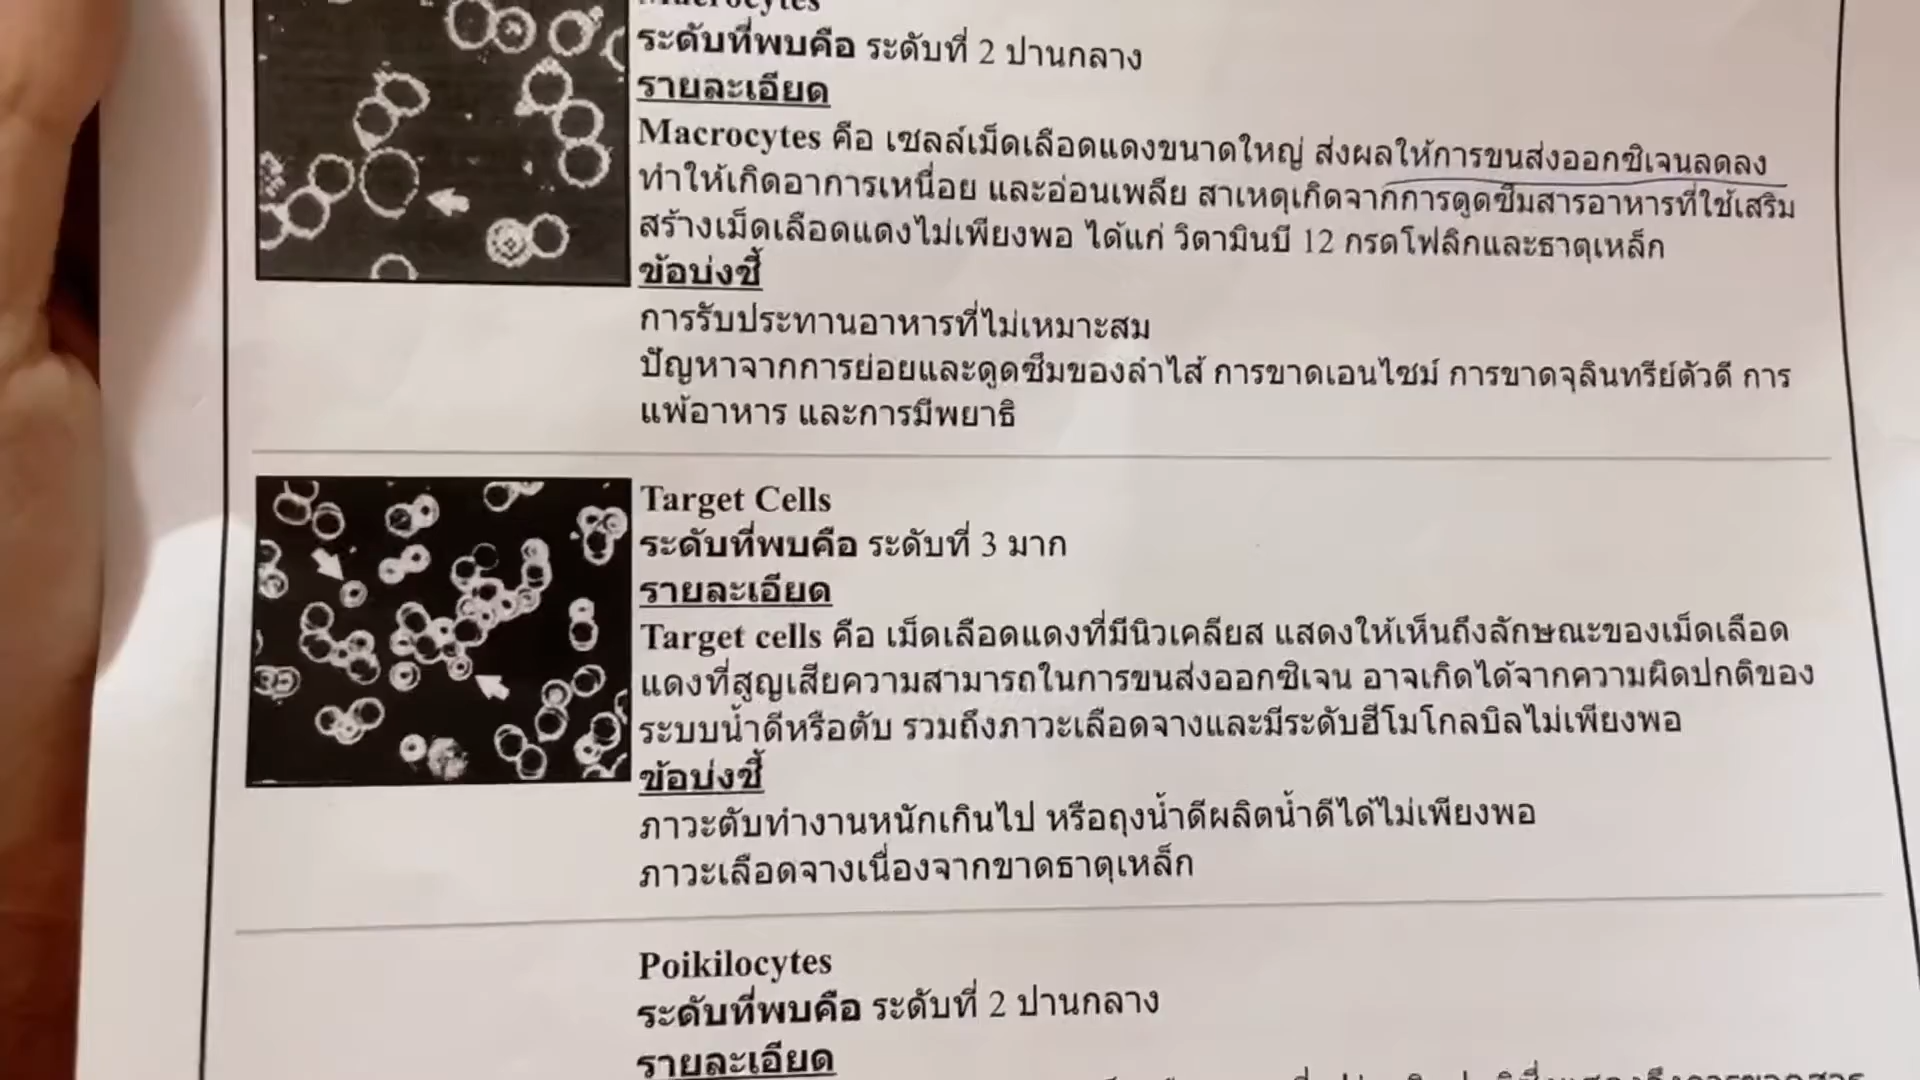 Macrocytes
ระดับที่พบคือ ระดับที่ 2 ปานกลาง
รายละเอียด
Macrocytes คือ เซลล์เม็ดเลือดแดงขนาดใหญ่ ส่งผลให้การขนส่งออกซิเจนลดลง
ทำให้เกิดอาการเหนื่อย และอ่อนเพลีย สาเหตุเกิดจากการดูดซึมสารอาหารที่ใช้เสริม
สร้างเม็ดเลือดแดงไม่เพียงพอ ได้แก่ วิตามินบี 12 กรดโฟลิกและธาตุเหล็ก
ข้อบ่งชี้
การรับประทานอาหารที่ไม่เหมาะสม
ปัญหาจากการย่อยและดูดซึมของลำไส้ การขาดเอนไซม์ การขาดจุลินทรีย์ตัวดี การ
แพ้อาหาร และการมีพยาธิ
Target Cells
ระดับที่พบคือ ระดับที่ 3 มาก
รายละเอียด
Target cells คือ เม็ดเลือดแดงที่มีนิวเคลียส แสดงให้เห็นถึงลักษณะของเม็ดเลือด
แดงที่สูญเสียความสามารถในการขนส่งออกซิเจน อาจเกิดได้จากความผิดปกติของ
ระบบน้ำดีหรือตับ รวมถึงภาวะเลือดจางและมีระดับฮีโมโกลบิลไม่เพียงพอ
ข้อบ่งชี้
ภาวะตับทำงานหนักเกินไป หรือถุงน้ำดีผลิตน้ำดีได้ไม่เพียงพอ
ภาวะเลือดจางเนื่องจากขาดธาตุเหล็ก
Poikilocytes
ระดับที่พบคือ ระดับที่ 2 ปานกลาง
รายละเอียด